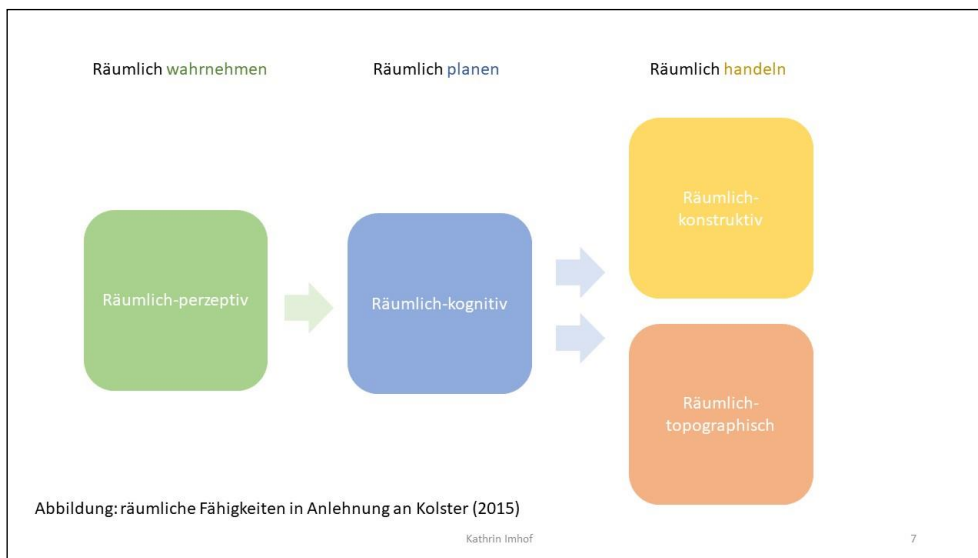 Räumlich wahrnehmen
Räumlich planen
Räumlich handeln
Räumlich-perzeptiv
Räumlich-kognitiv
Räumlich-
konstruktiv
Räumlich-
topographisch
Abbildung: räumliche Fähigkeiten in Anlehnung an Kolster (2015)
Kathrin Imhof
7